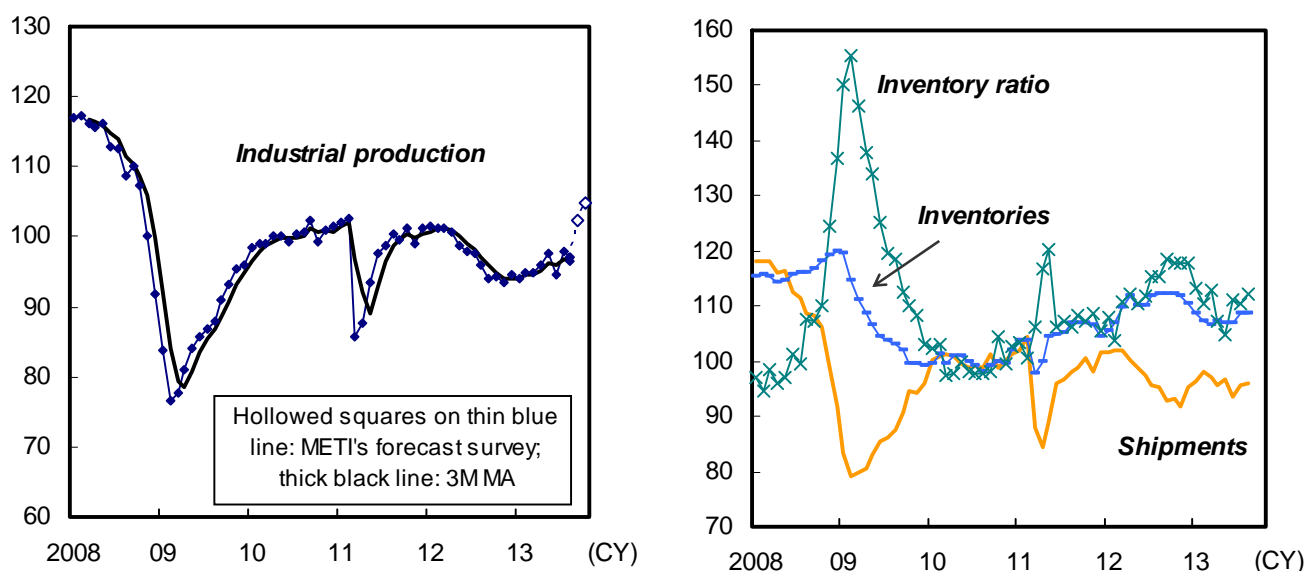 130
120
110
100
90
80
70
60
Industrial production
Hollowed squares on thin blue
line: METI's forecast survey;
thick black line: 3M MA
2008 09 10 11 12 13 (CY)
160
150
140
130
120
110
100
90
80
70
Inventory ratio
Inventories
Shipments
2008 09 10 11 12 13 (CY)